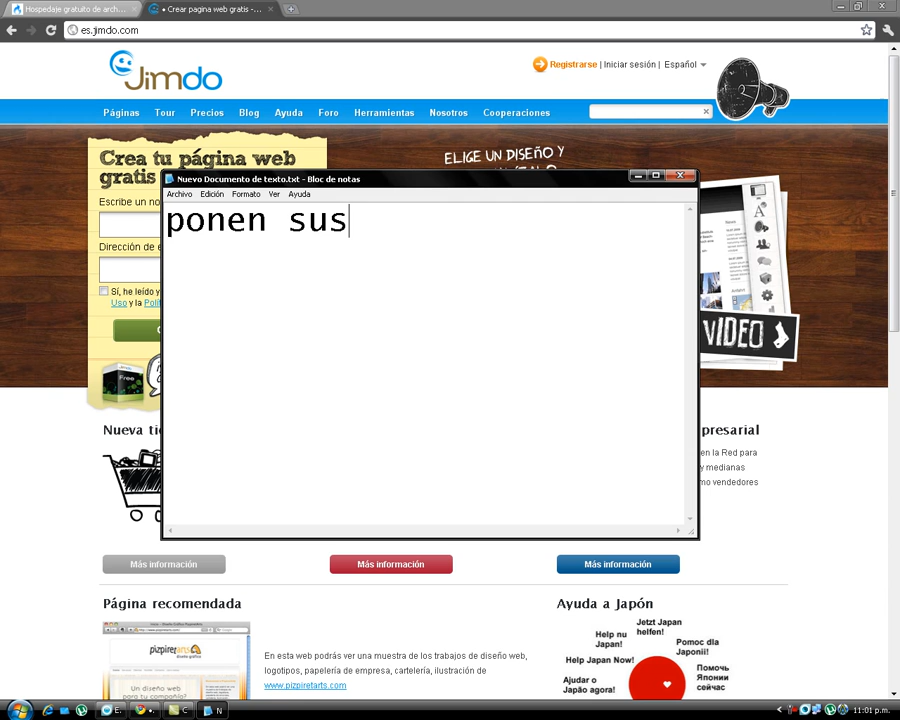 Hospedaje gratuito de arch...
• Crear pagina web gratis -...
es.jimdo.com
Jimdo
Registrarse | Iniciar sesión | Español
Páginas Tour Precios Blog Ayuda Foro Herramientas Nosotros Cooperaciones
Crea tu página web
gratis
ELIGE UN DISEÑO Y
Nuevo Documento de texto.txt - Bloc de notas
Archivo Edición Formato Ver Ayuda
ponen sus
Escribe un no
Dirección de e
Sí, he leído y
Uso y la Polí
Free
VIDEO
Nueva ti
presarial
en la Red para
y medianas
mo vendedores
Más información Más información Más información
Página recomendada
Ayuda a Japón
pizpiretarts
diseño gráfico
Un diseño web
para tu compañía?
En esta web podrás ver una muestra de los trabajos de diseño web,
logotipos, papelería de empresa, cartelería, ilustración de
www.pizpiretarts.com
Jetzt Japan
helfen!
Help nu
Japan!
Pomoc dla
Japonii!
Help Japan Now!
Помочь
Японии
сейчас
Ajudar o
Japão agora!
E.
C
N
11:01 p.m.